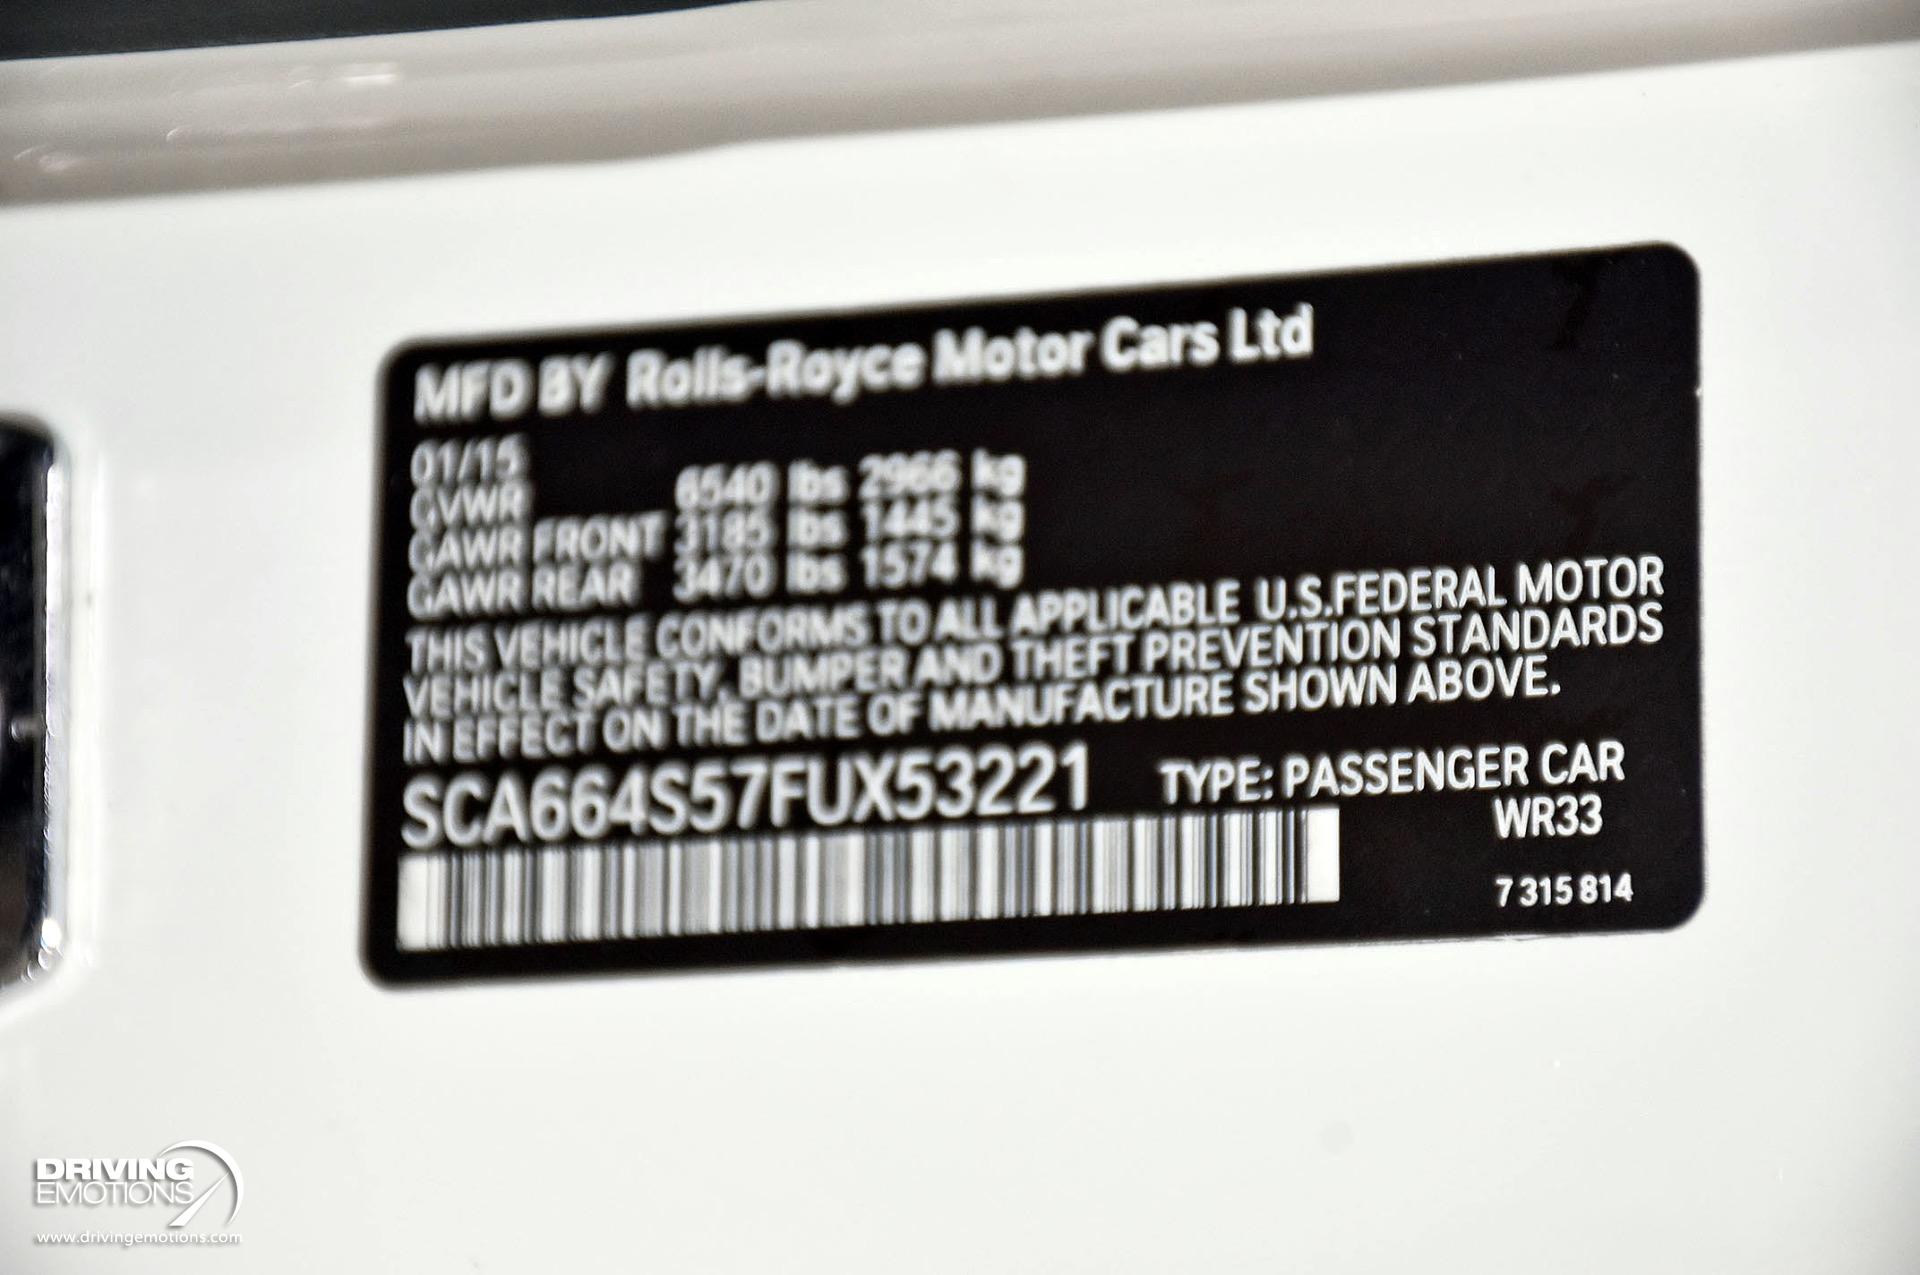 MFD BY Rolls-Royce Motor Cars Ltd
01/15
GVWR 6540 lbs 2966 kg
GAWR FRONT 3185 lbs 1445 kg
GAWR REAR 3470 lbs 1574 kg
THIS VEHICLE CONFORMS TO ALL APPLICABLE U.S.FEDERAL MOTOR
VEHICLE SAFETY, BUMPER AND THEFT PREVENTION STANDARDS
IN EFFECT ON THE DATE OF MANUFACTURE SHOWN ABOVE.
SCA664S57FUX53221 TYPE: PASSENGER CAR
WR33
7 315 814
DRIVING
EMOTIONS
www.drivingemotions.com